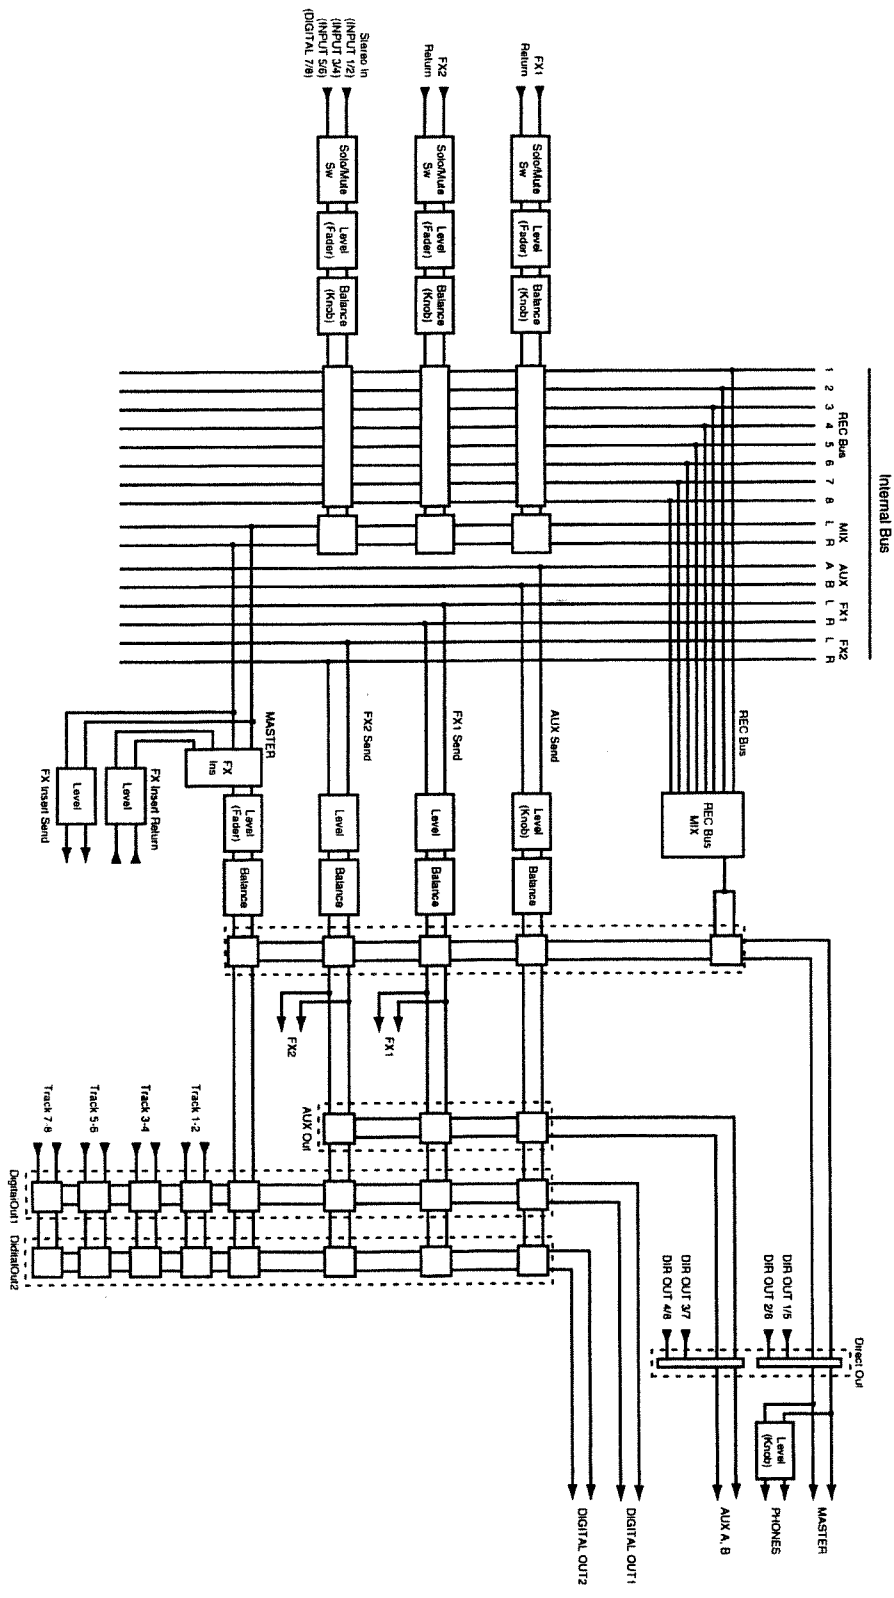 Internal Bus
REC Bus
1
2
3
4
5
6
7
8
MIX
L
R
AUX
A
B
FX1
L
R
FX2
L
R
FX1
Return
Solo/Mute
Sw
Level
(Fader)
Balance
(Knob)
FX2
Return
Solo/Mute
Sw
Level
(Fader)
Balance
(Knob)
Stereo In
(INPUT 1/2)
(INPUT 3/4)
(INPUT 5/6)
(DIGITAL 7/8)
Solo/Mute
Sw
Level
(Fader)
Balance
(Knob)
REC Bus
REC Bus
MIX
AUX Send
Level
(Knob)
Balance
FX1 Send
Level
Balance
FX2 Send
Level
Balance
MASTER
FX
Ins
Level
(Fader)
Balance
FX Insert Return
Level
Level
FX Insert Send
FX1
FX2
AUX Out
Track 1-2
Track 3-4
Track 5-6
Track 7-8
DigitalOut1
Didital Out2
Direct Out
DIR OUT 1/5
DIR OUT 2/6
DIR OUT 3/7
DIR OUT 4/8
Level
(Knob)
MASTER
PHONES
AUX A, B
DIGITAL OUT1
DIGITAL OUT2